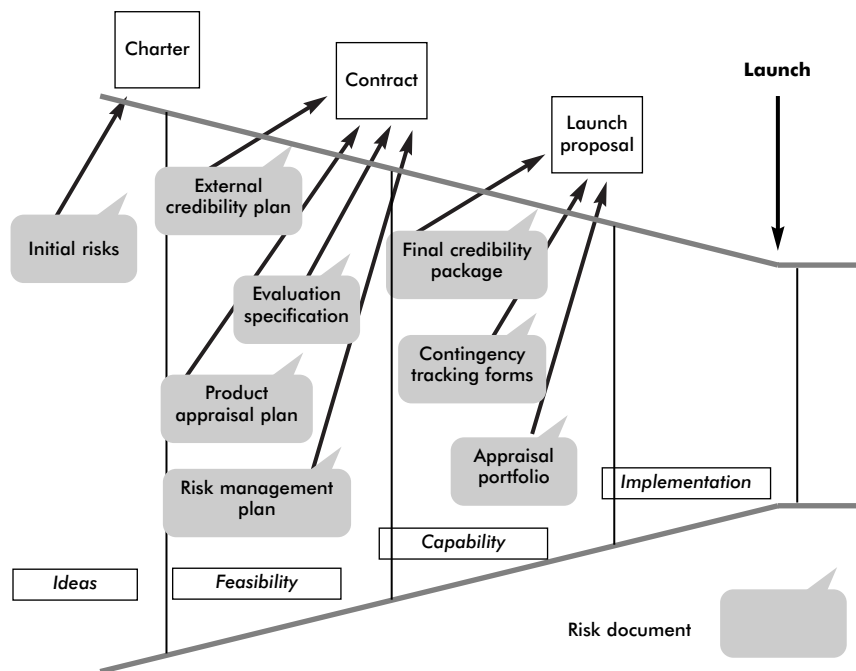 Charter
Contract
Launch
Launch
proposal
External
credibility plan
Initial risks
Final credibility
package
Evaluation
specification
Contingency
tracking forms
Product
appraisal plan
Appraisal
portfolio
Risk management
plan
Implementation
Capability
Ideas
Feasibility
Risk document